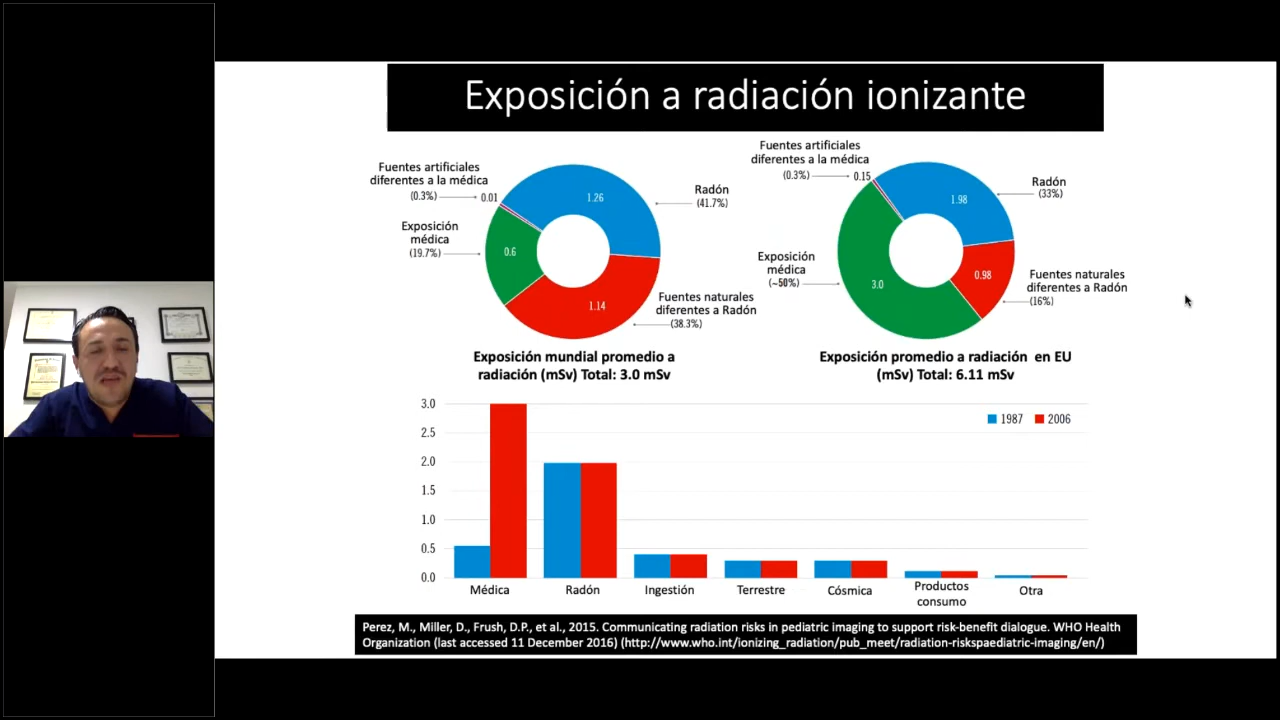 Exposición a radiación ionizante
Fuentes artificiales
diferentes a la médica
(0.3%)
0.01
1.26
Radón
(41.7%)
Exposición
médica
(19.7%)
0.6
1.14
Fuentes naturales
diferentes a Radón
(38.3%)
Exposición mundial promedio a
radiación (mSv) Total: 3.0 mSv
Fuentes artificiales
diferentes a la médica
(0.3%)
0.15
1.98
Radón
(33%)
Exposición
médica
(~50%)
3.0
0.98
Fuentes naturales
diferentes a Radón
(16%)
Exposición promedio a radiación en EU
(mSv) Total: 6.11 mSv
3.0
2.5
2.0
1.5
1.0
0.5
0.0
1987
2006
Médica
Radón
Ingestión
Terrestre
Cósmica
Productos
consumo
Otra
Perez, M., Miller, D., Frush, D.P., et al., 2015. Communicating radiation risks in pediatric imaging to support risk-benefit dialogue. WHO Health
Organization (last accessed 11 December 2016) (http://www.who.int/ionizing_radiation/pub_meet/radiation-riskspaediatric-imaging/en/)